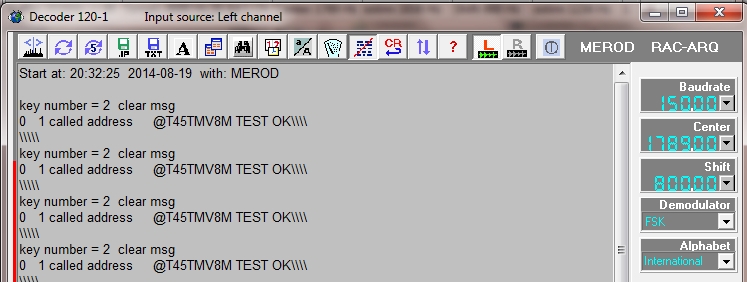 Decoder 120-1 Input source: Left channel
JP TXT A 1 2 a/A CR ? L R MEROD RAC-ARQ
Start at: 20:32:25 2014-08-19 with: MEROD
key number = 2 clear msg
0 1 called address @T45TMV8M TEST OK\\\\
\\\\\
key number = 2 clear msg
0 1 called address @T45TMV8M TEST OK\\\\
\\\\\
key number = 2 clear msg
0 1 called address @T45TMV8M TEST OK\\\\
\\\\\
key number = 2 clear msg
0 1 called address @T45TMV8M TEST OK\\\\
\\\\\
Baudrate
150.00
Center
1789.00
Shift
800.00
Demodulator
FSK
Alphabet
International